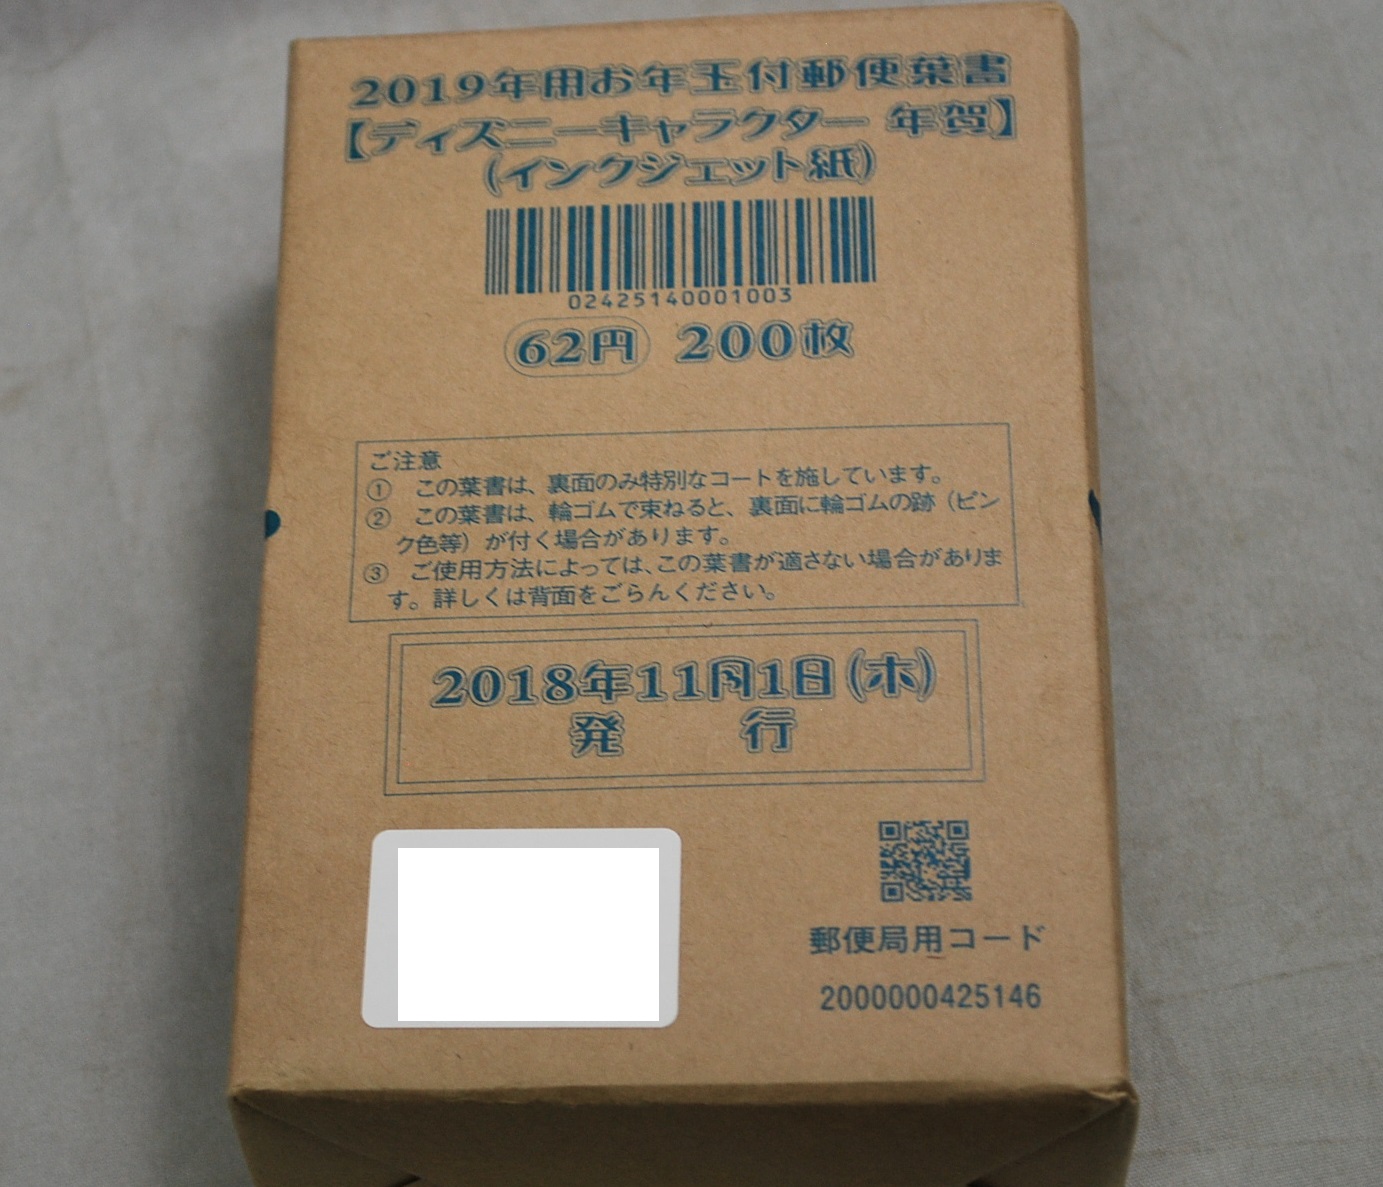 2019年用お年玉付郵便葉書
【ディズニーキャラクター 年賀】
(インクジェット紙)
02425140001003
62円 200枚
ご注意
① この葉書は、裏面のみ特別なコートを施しています。
② この葉書は、輪ゴムで束ねると、裏面に輪ゴムの跡（ピン
ク色等）が付く場合があります。
③ ご使用方法によっては、この葉書が適さない場合がありま
す。詳しくは背面をごらんください。
2018年11月1日(木)
発 行
郵便局用コード
2000000425146